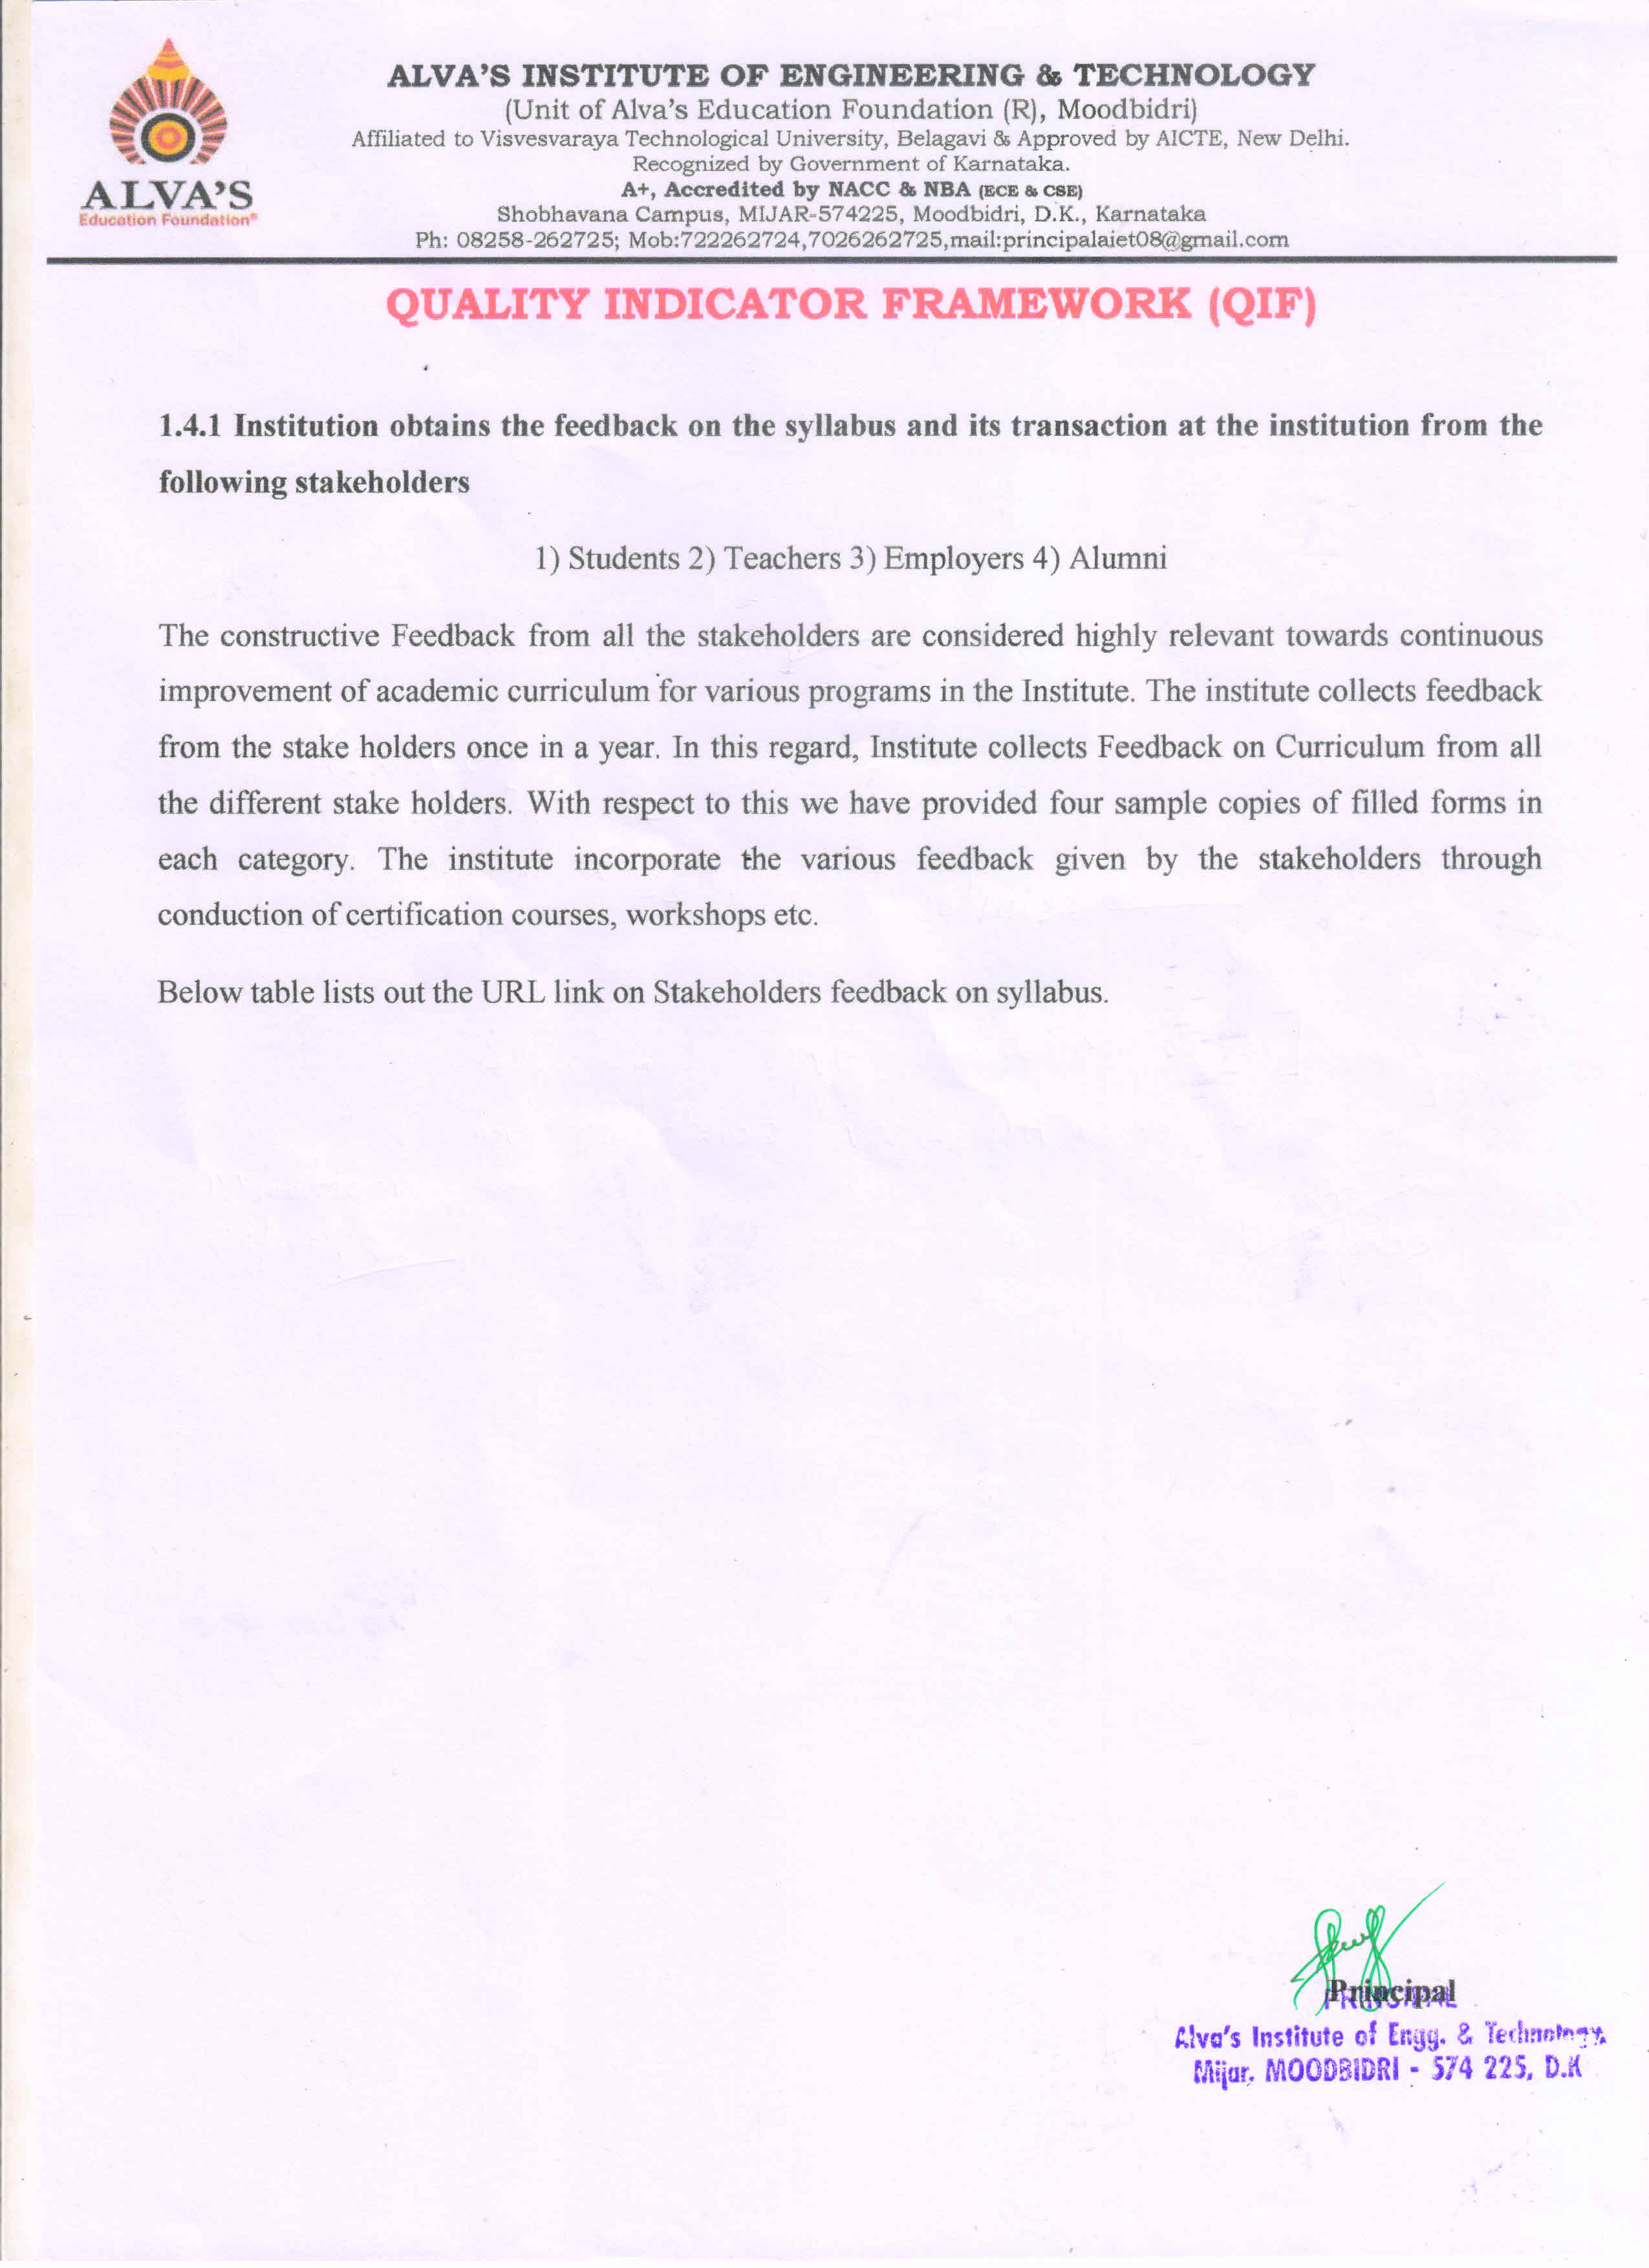 ALVA'S
Education Foundation®
ALVA'S INSTITUTE OF ENGINEERING & TECHNOLOGY
(Unit of Alva's Education Foundation (R), Moodbidri)
Affiliated to Visvesvaraya Technological University, Belagavi & Approved by AICTE, New Delhi.
Recognized by Government of Karnataka.
A+, Accredited by NACC & NBA (ECE & CSE)
Shobhavana Campus, MIJAR-574225, Moodbidri, D.K., Karnataka
Ph: 08258-262725; Mob:722262724,7026262725,mail:principalaiet08@gmail.com
QUALITY INDICATOR FRAMEWORK (QIF)
1.4.1 Institution obtains the feedback on the syllabus and its transaction at the institution from the
following stakeholders
1) Students 2) Teachers 3) Employers 4) Alumni
The constructive Feedback from all the stakeholders are considered highly relevant towards continuous
improvement of academic curriculum for various programs in the Institute. The institute collects feedback
from the stake holders once in a year. In this regard, Institute collects Feedback on Curriculum from all
the different stake holders. With respect to this we have provided four sample copies of filled forms in
each category. The institute incorporate the various feedback given by the stakeholders through
conduction of certification courses, workshops etc.
Below table lists out the URL link on Stakeholders feedback on syllabus.
Principal
PRINCIPAL
Alva's Institute of Engg. & Technology,
Mijar, MOODBIDRI - 574 225, D.K